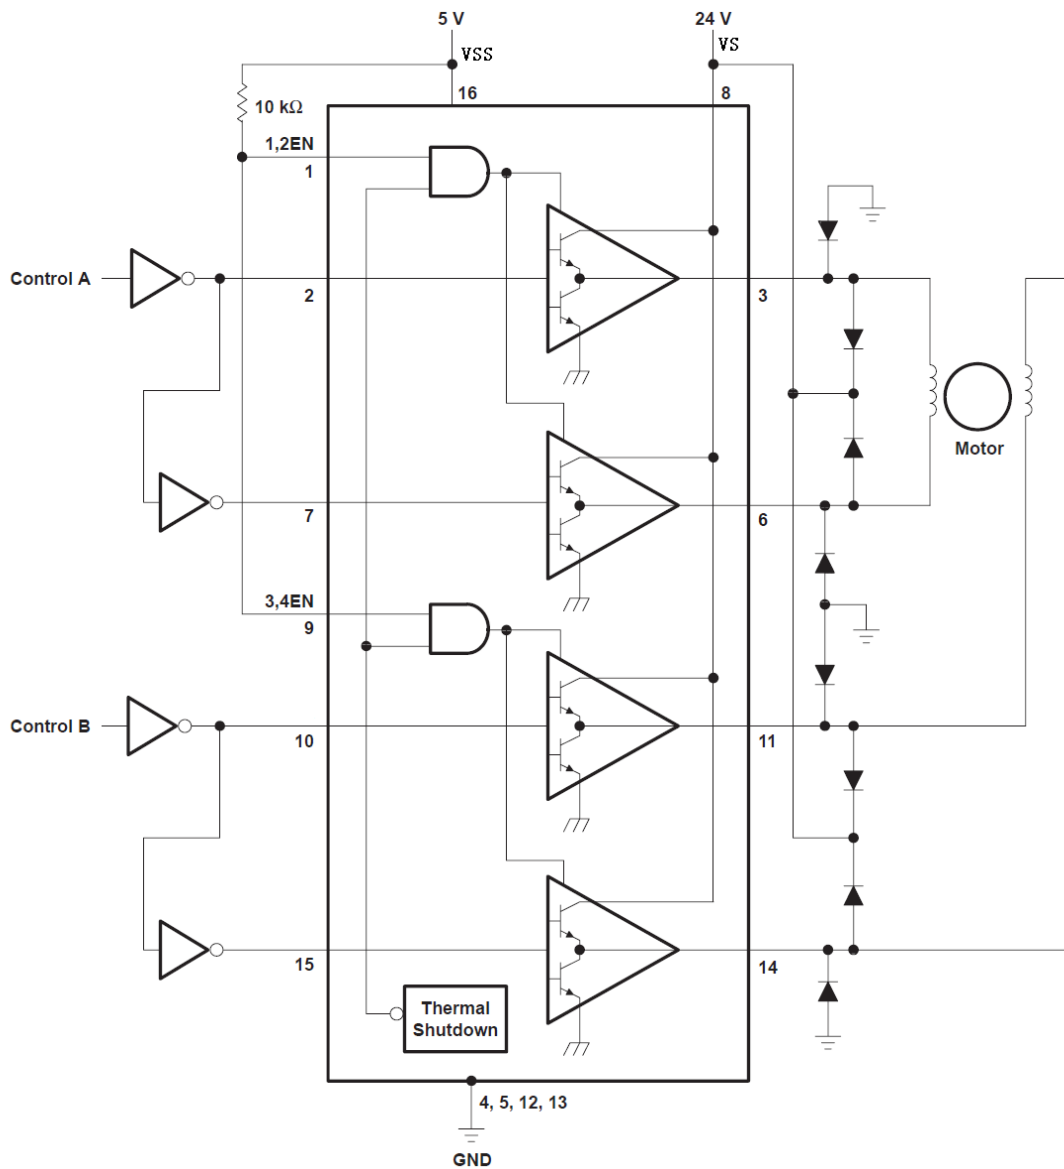 5 V
24 V
VSS
VS
16
8
10 kΩ
1,2EN
1
Control A
2
3
Motor
7
6
3,4EN
9
Control B
10
11
15
14
Thermal
Shutdown
4, 5, 12, 13
GND